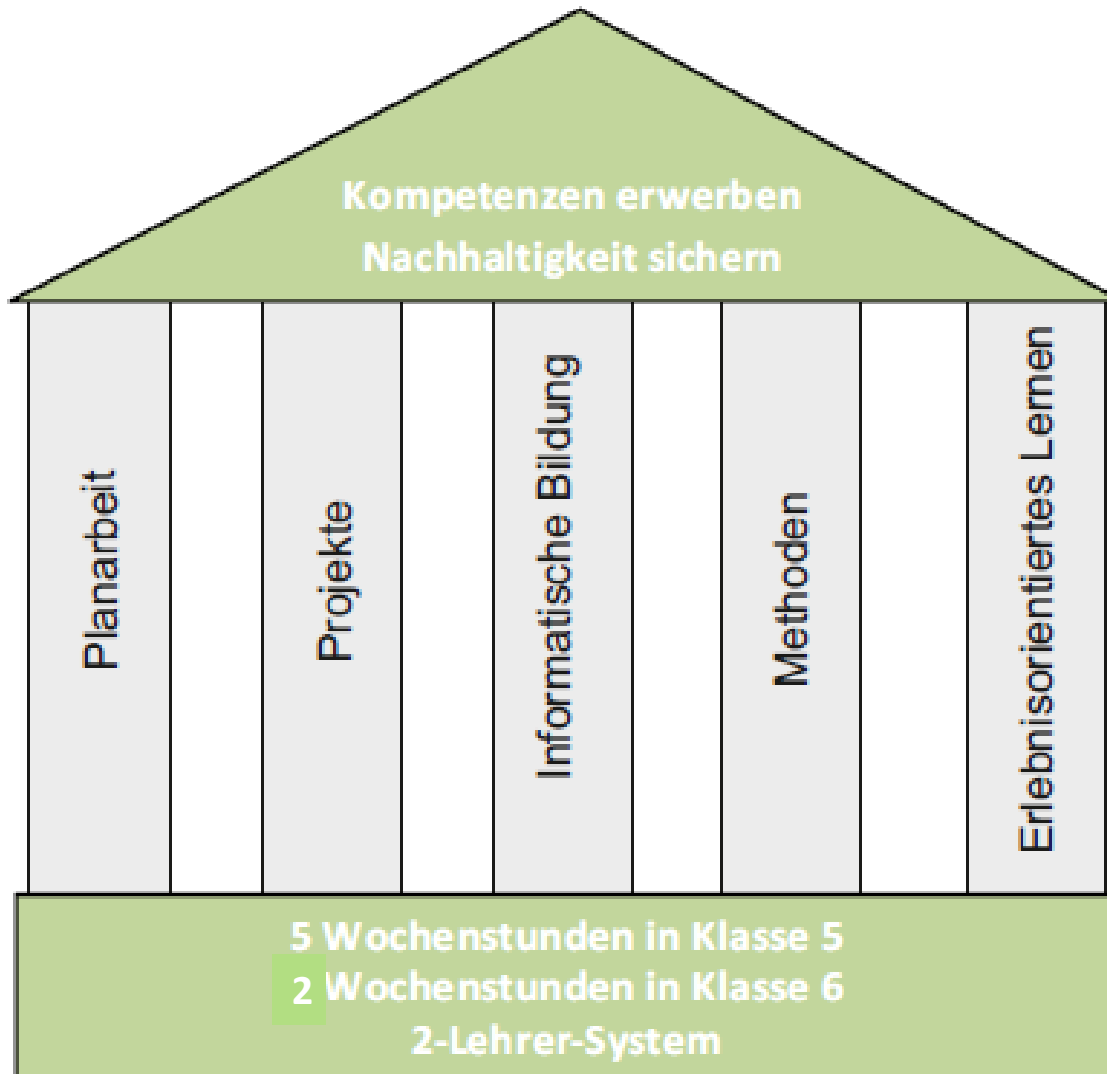 Kompetenzen erwerben
Nachhaltigkeit sichern
Planarbeit
Projekte
Informatische Bildung
Methoden
Erlebnisorientiertes Lernen
5 Wochenstunden in Klasse 5
2 Wochenstunden in Klasse 6
2-Lehrer-System